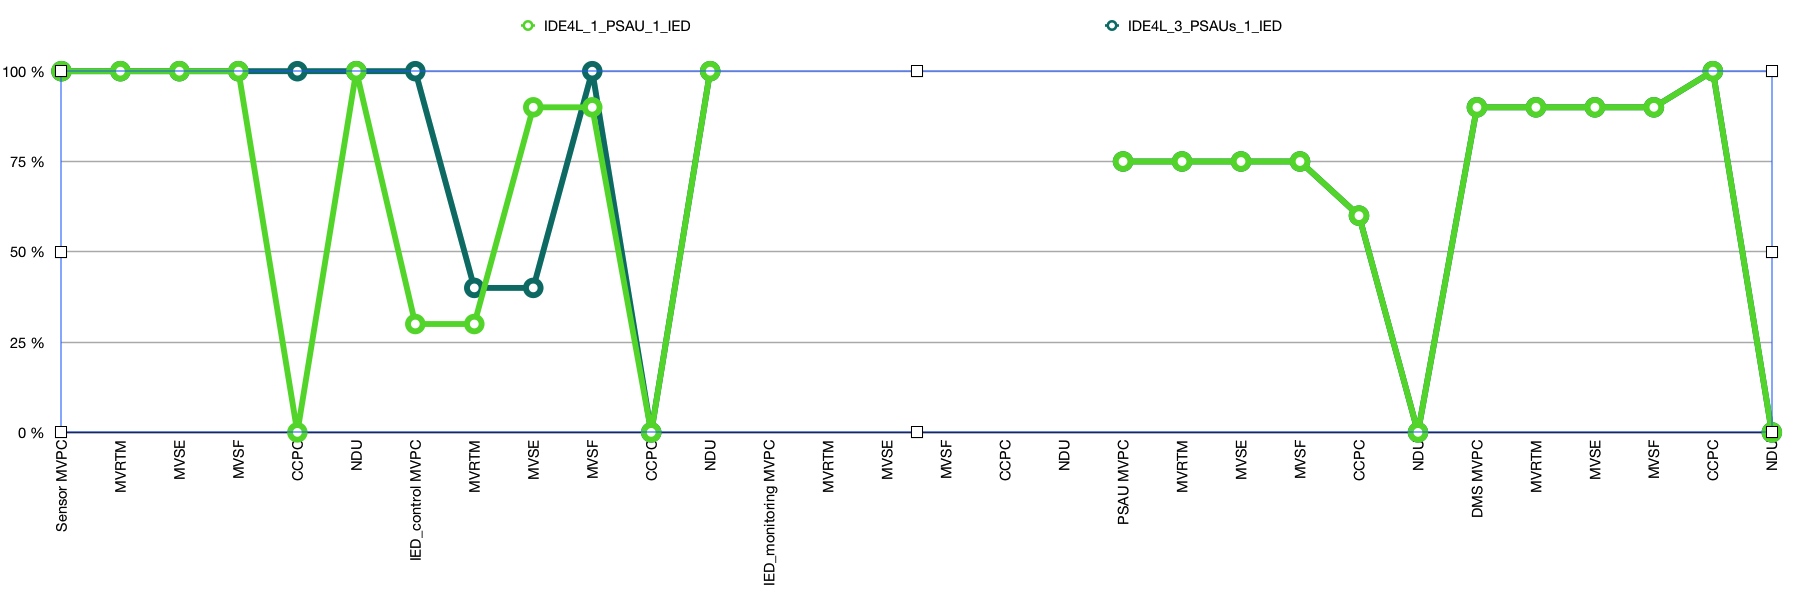 IDE4L_1_PSAU_1_IED
IDE4L_3_PSAUs_1_IED
100 %
75 %
50 %
25 %
0 %
Sensor MVPC
MVRTM
MVSE
MVSF
CCPC
NDU
IED_control MVPC
MVRTM
MVSE
MVSF
CCPC
NDU
IED_monitoring MVPC
MVRTM
MVSE
MVSF
CCPC
NDU
PSAU MVPC
MVRTM
MVSE
MVSF
CCPC
NDU
DMS MVPC
MVRTM
MVSE
MVSF
CCPC
NDU